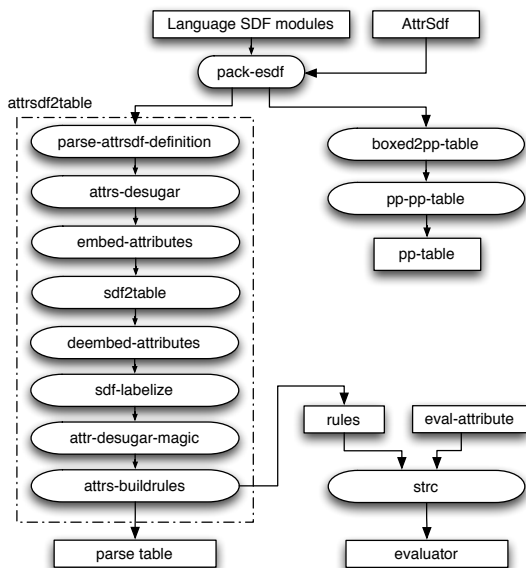 Language SDF modules
AttrSdf
pack-esdf
attrsdf2table
parse-attrsdf-definition
attrs-desugar
embed-attributes
sdf2table
deembed-attributes
sdf-labelize
attr-desugar-magic
attrs-buildrules
parse table
boxed2pp-table
pp-pp-table
pp-table
rules
eval-attribute
strc
evaluator